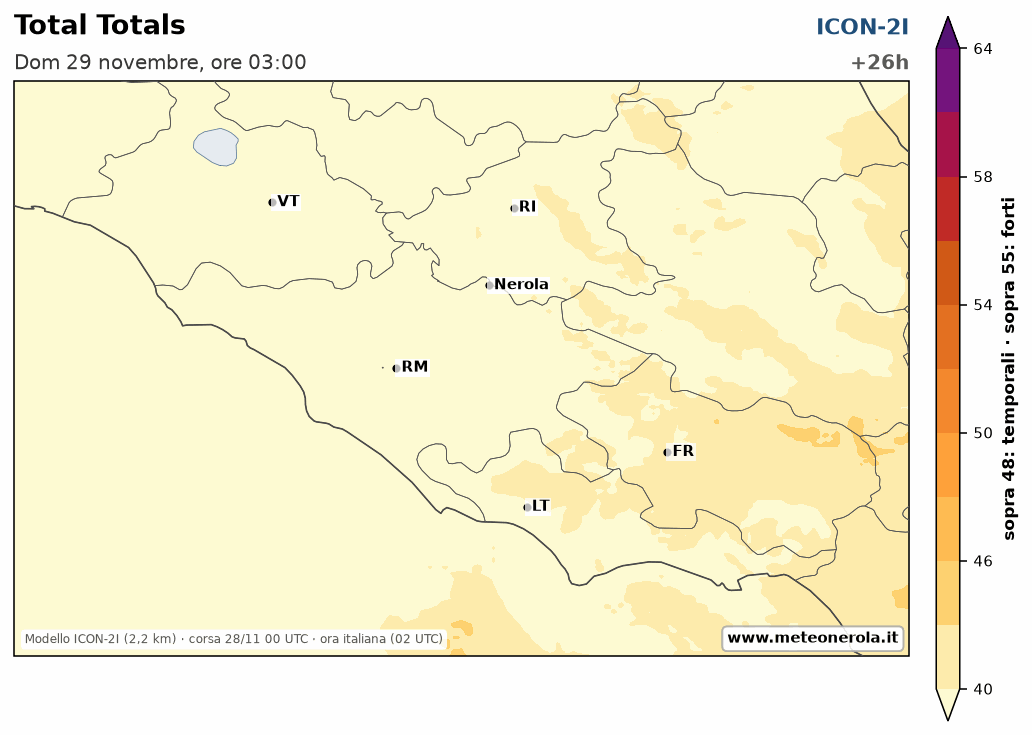 Total Totals
ICON-2I
Dom 29 novembre, ore 03:00
+26h
VT
RI
Nerola
RM
FR
LT
Modello ICON-2I (2,2 km) · corsa 28/11 00 UTC · ora italiana (02 UTC)
www.meteonerola.it
64
58
54
50
46
40
sopra 48: temporali · sopra 55: forti